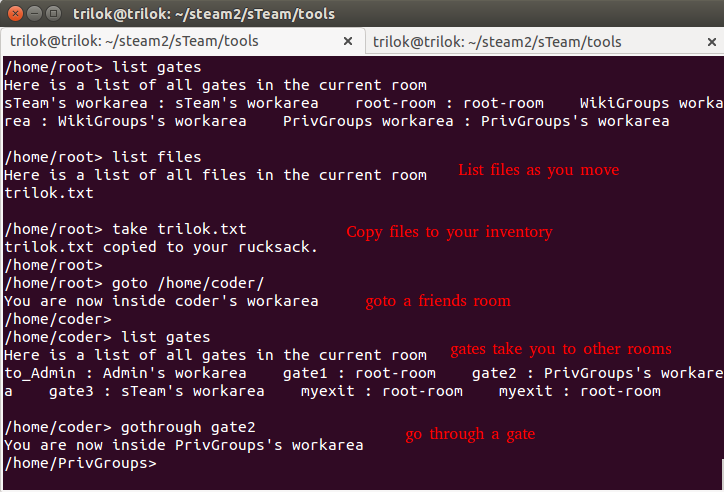 trilok@trilok: ~/steam2/sTeam/tools
trilok@trilok: ~/steam2/sTeam/tools × trilok@trilok: ~/steam2/sTeam/tools ×
/home/root> list gates
Here is a list of all gates in the current room
sTeam's workarea : sTeam's workarea    root-room : root-room    WikiGroups worka
rea : WikiGroups's workarea    PrivGroups workarea : PrivGroups's workarea
/home/root> list files
Here is a list of all files in the current room List files as you move
trilok.txt
/home/root> take trilok.txt Copy files to your inventory
trilok.txt copied to your rucksack.
/home/root>
/home/root> goto /home/coder/
You are now inside coder's workarea goto a friends room
/home/coder>
/home/coder> list gates
Here is a list of all gates in the current room gates take you to other rooms
to_Admin : Admin's workarea    gate1 : root-room    gate2 : PrivGroups's workare
a    gate3 : sTeam's workarea    myexit : root-room    myexit : root-room
/home/coder> gothrough gate2 go through a gate
You are now inside PrivGroups's workarea
/home/PrivGroups>